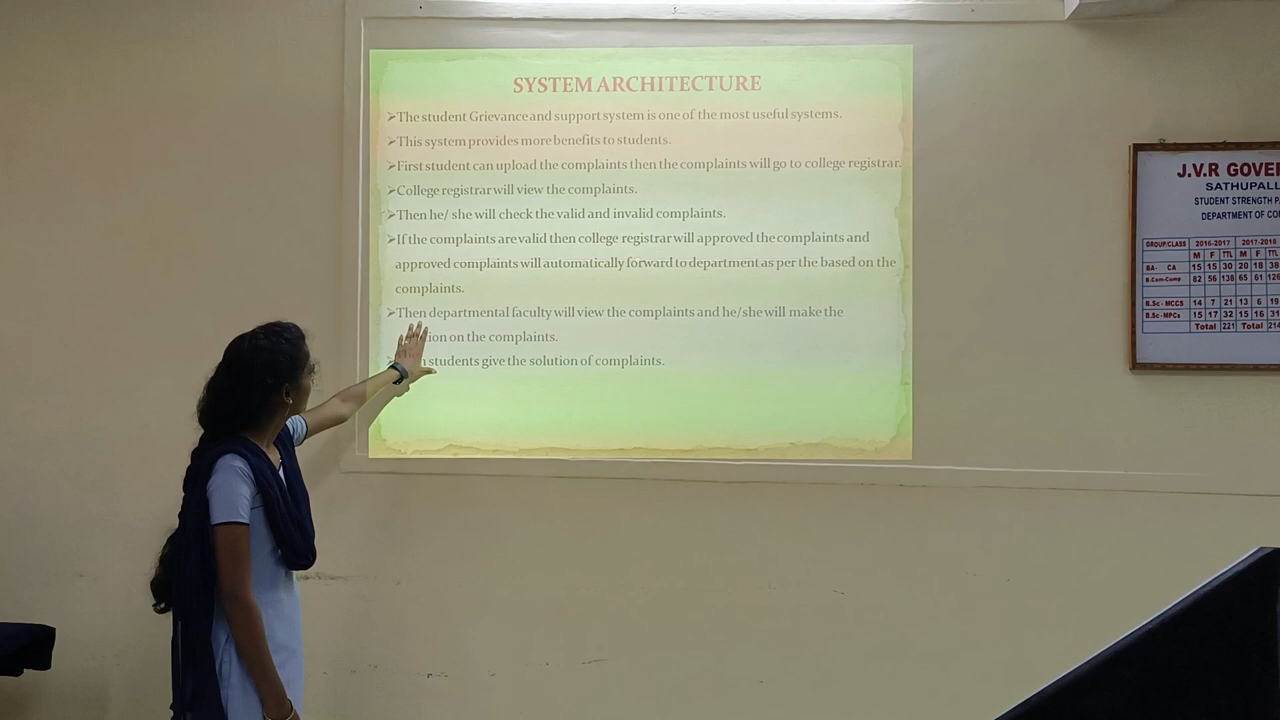 SYSTEM ARCHITECTURE
➢The student Grievance and support system is one of the most useful systems.
➢This system provides more benefits to students.
➢First student can upload the complaints then the complaints will go to college registrar.
➢College registrar will view the complaints.
➢Then he/ she will check the valid and invalid complaints.
➢If the complaints are valid then college registrar will approved the complaints and
approved complaints will automatically forward to department as per the based on the
complaints.
➢Then departmental faculty will view the complaints and he/she will make the
on the complaints.
students give the solution of complaints.
J.V.R
SATHUPALL
STUDENT STRENGTH
DEPARTMENT OF
GROUP/CLASS 2016-2017 2017-2018
M F TTL M F TTL
BA- CA 15 15 30 20 18 38
B.Com-Comp 82 56 138 65 61 126
B.Sc-MCCS 14 7 21 13 6 19
B.Sc-MPCs 15 17 32 15 16 31
Total 221 Total 214